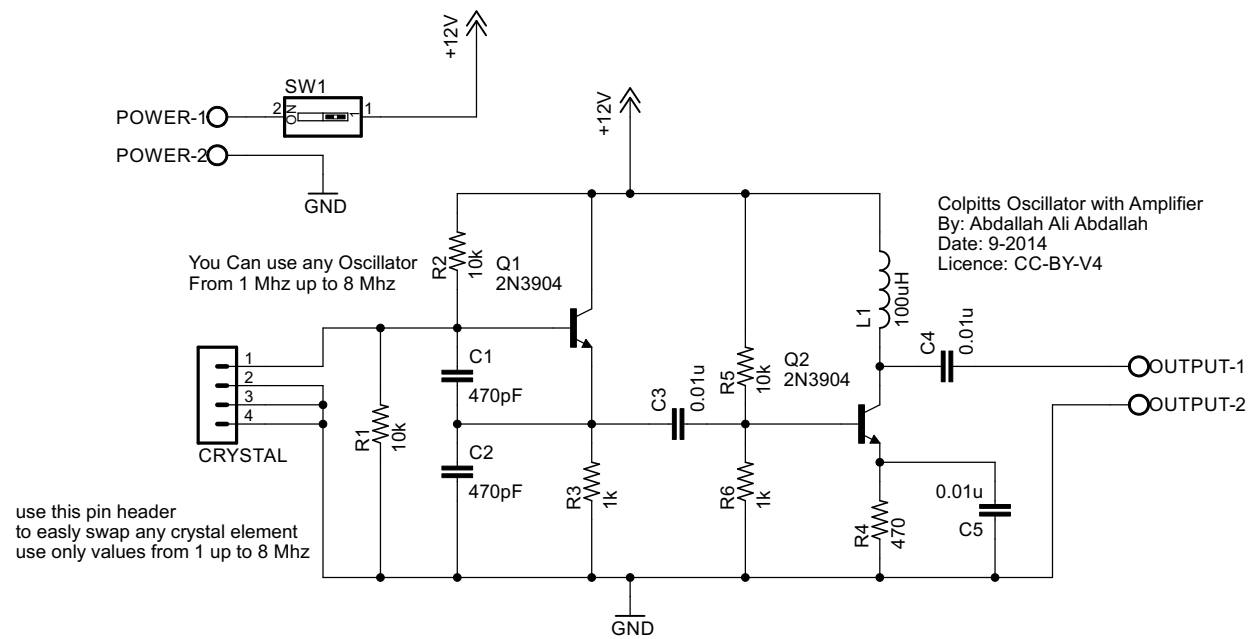 +12V
SW1
POWER-1
2
ON
1
1
POWER-2
GND
+12V
Colpitts Oscillator with Amplifier
By: Abdallah Ali Abdallah
Date: 9-2014
Licence: CC-BY-V4
You Can use any Oscillator
From 1 Mhz up to 8 Mhz
R2
10k
Q1
2N3904
L1
100uH
1
2
3
4
CRYSTAL
R1
10k
C1
470pF
C2
470pF
C3
0.01u
R5
10k
Q2
2N3904
C4
0.01u
OUTPUT-1
OUTPUT-2
R3
1k
R6
1k
R4
470
0.01u
C5
use this pin header
to easly swap any crystal element
use only values from 1 up to 8 Mhz
GND